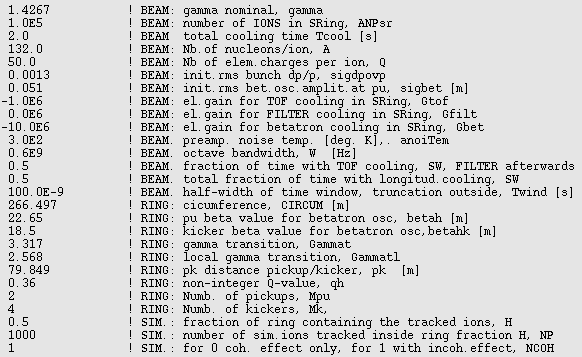 1.4267 ! BEAM: gamma nominal, gamma
1.0E5 ! BEAM: number of IONS in SRing, ANPsr
2.0 ! BEAM total cooling time Tcool [s]
132.0 ! BEAM: Nb.of nucleons/ion, A
50.0 ! BEAM: Nb of elem.charges per ion, Q
0.0013 ! BEAM: init.rms bunch dp/p, sigdpovp
0.051 ! BEAM: init.rms bet.osc.amplit.at pu, sigbet [m]
-1.0E6 ! BEAM: el.gain for TOF cooling in SRing, Gtof
0.0E6 ! BEAM: el.gain for FILTER cooling in SRing, Gfilt
-10.0E6 ! BEAM: el.gain for betatron cooling in SRing, Gbet
3.0E2 ! BEAM. preamp. noise temp. [deg. K],. anoiTem
0.6E9 ! BEAM. octave bandwidth, W [Hz]
0.5 ! BEAM. fraction of time with TOF cooling, SW, FILTER afterwards
0.5 ! BEAM. total fraction of time with longitud.cooling, SW
100.0E-9 ! BEAM. half-width of time window, truncation outside, Twind [s]
266.497 ! RING: cicumference, CIRCUM [m]
22.65 ! RING: pu beta value for betatron osc, betah [m]
18.5 ! RING: kicker beta value for betatron osc,betahk [m]
3.317 ! RING: gamma transition, Gammat
2.568 ! RING: local gamma transition, Gammatl
79.849 ! RING: pk distance pickup/kicker, pk [m]
0.36 ! RING: non-integer Q-value, qh
2 ! RING: Numb. of pickups, Mpu
4 ! RING: Numb. of kickers, Mk,
0.5 ! SIM.: fraction of ring containing the tracked ions, H
1000 ! SIM.: number of sim.ions tracked inside ring fraction H, NP
1 ! SIM.: for 0 coh. effect only, for 1 with incoh.effect, NCOH